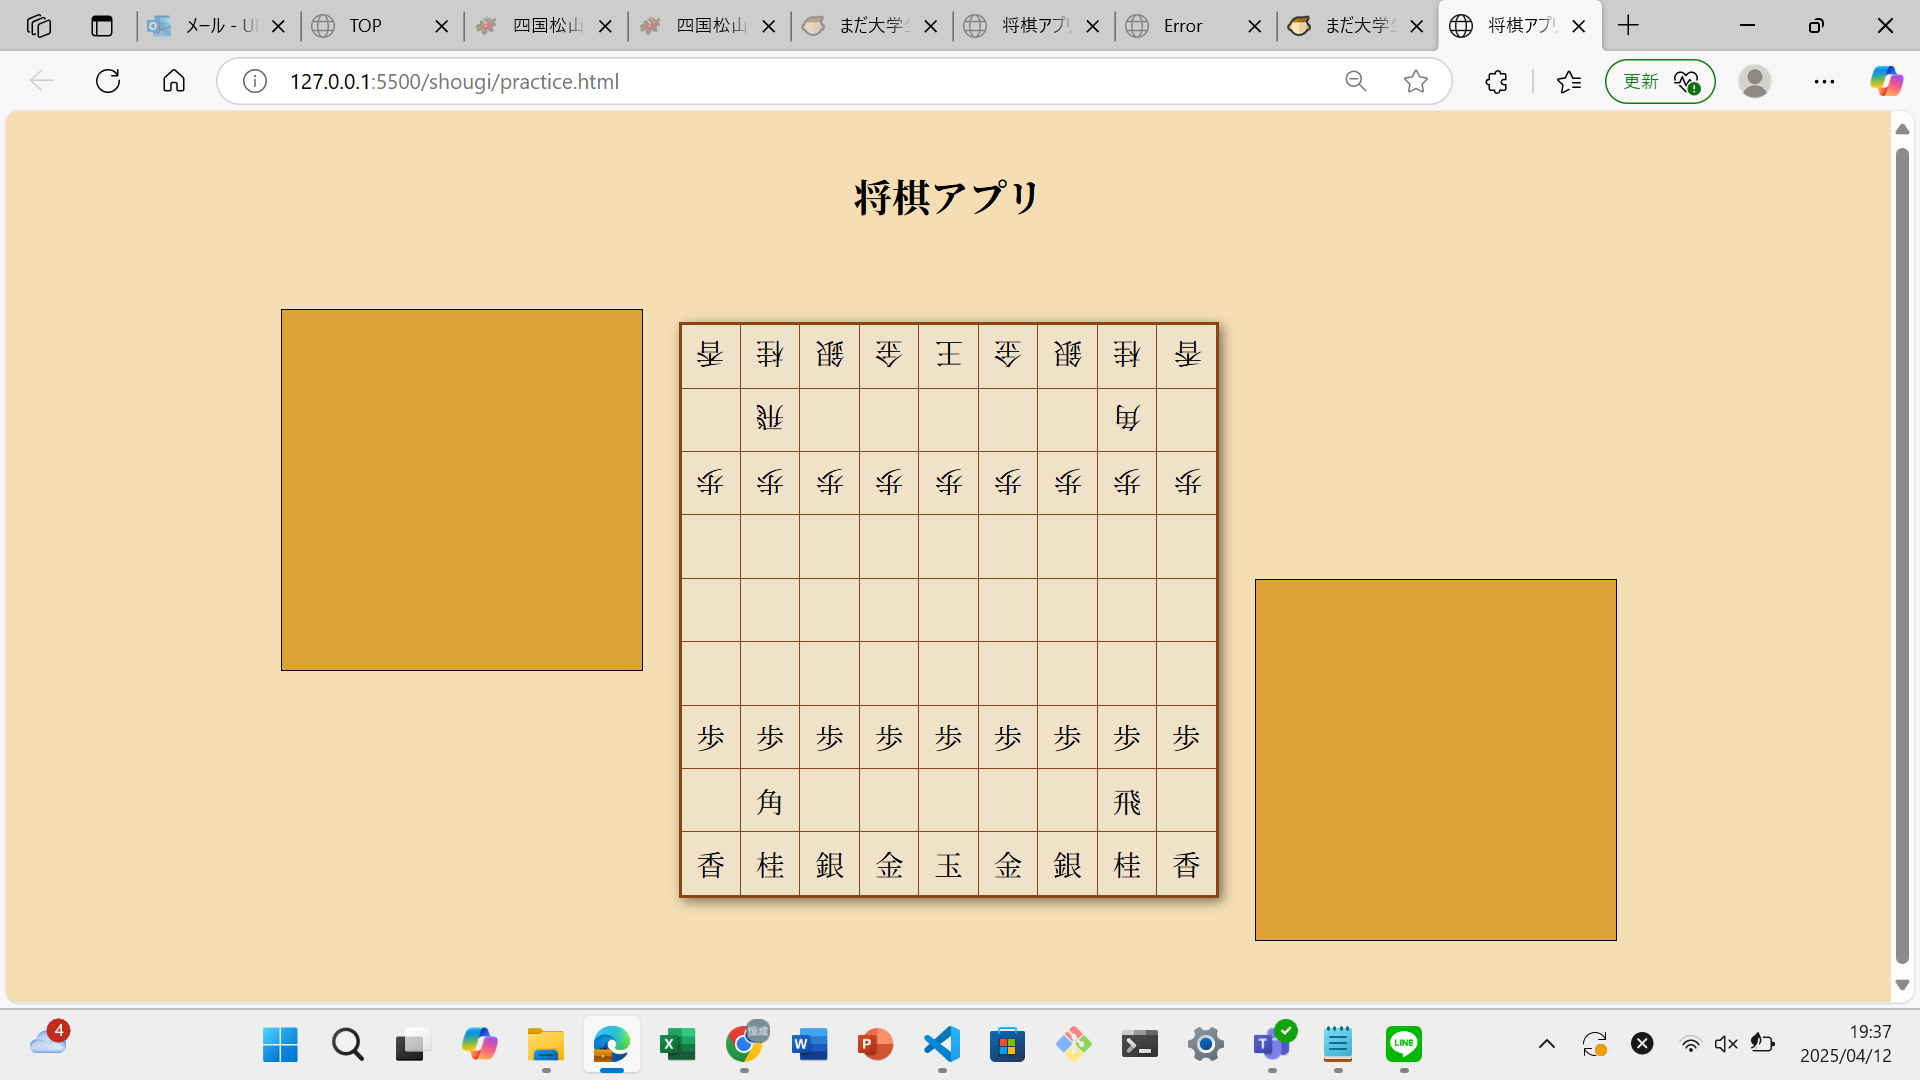 メール - U
TOP
四国松山
四国松山
まだ大学
将棋アプ
Error
まだ大学
将棋アプ
127.0.0.1:5500/shougi/practice.html
更新
将棋アプリ
香 桂 銀 金 王 金 銀 桂 香
飛 角
歩 歩 歩 歩 歩 歩 歩 歩 歩
歩 歩 歩 歩 歩 歩 歩 歩 歩
角 飛
香 桂 銀 金 玉 金 銀 桂 香
4
恒成
LINE
19:37
2025/04/12